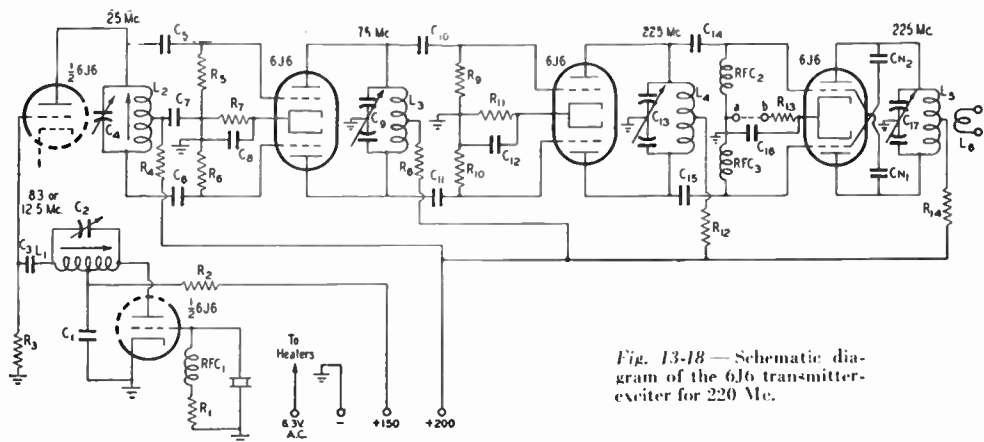 25 Mc.
C5
½ 6J6
L2
C4
C7
R5
R7
C8
R4
R6
C6
6J6
75 Mc.
C10
L3
C9
R8
C11
R9
R11
C12
R10
6J6
225 Mc.
C14
L4
C13
RFC2
a
b
R13
C16
RFC3
C15
R12
6J6
225 Mc.
CN2
L5
C17
L6
CN1
R14
8.3 or
12.5 Mc.
C2
C3
L1
R2
R3
C1
½ 6J6
RFC1
R1
To
Heaters
6.3V.
A.C.
-
+150
+200
Fig. 13-18 — Schematic dia-
gram of the 6J6 transmitter-
exciter for 220 Mc.